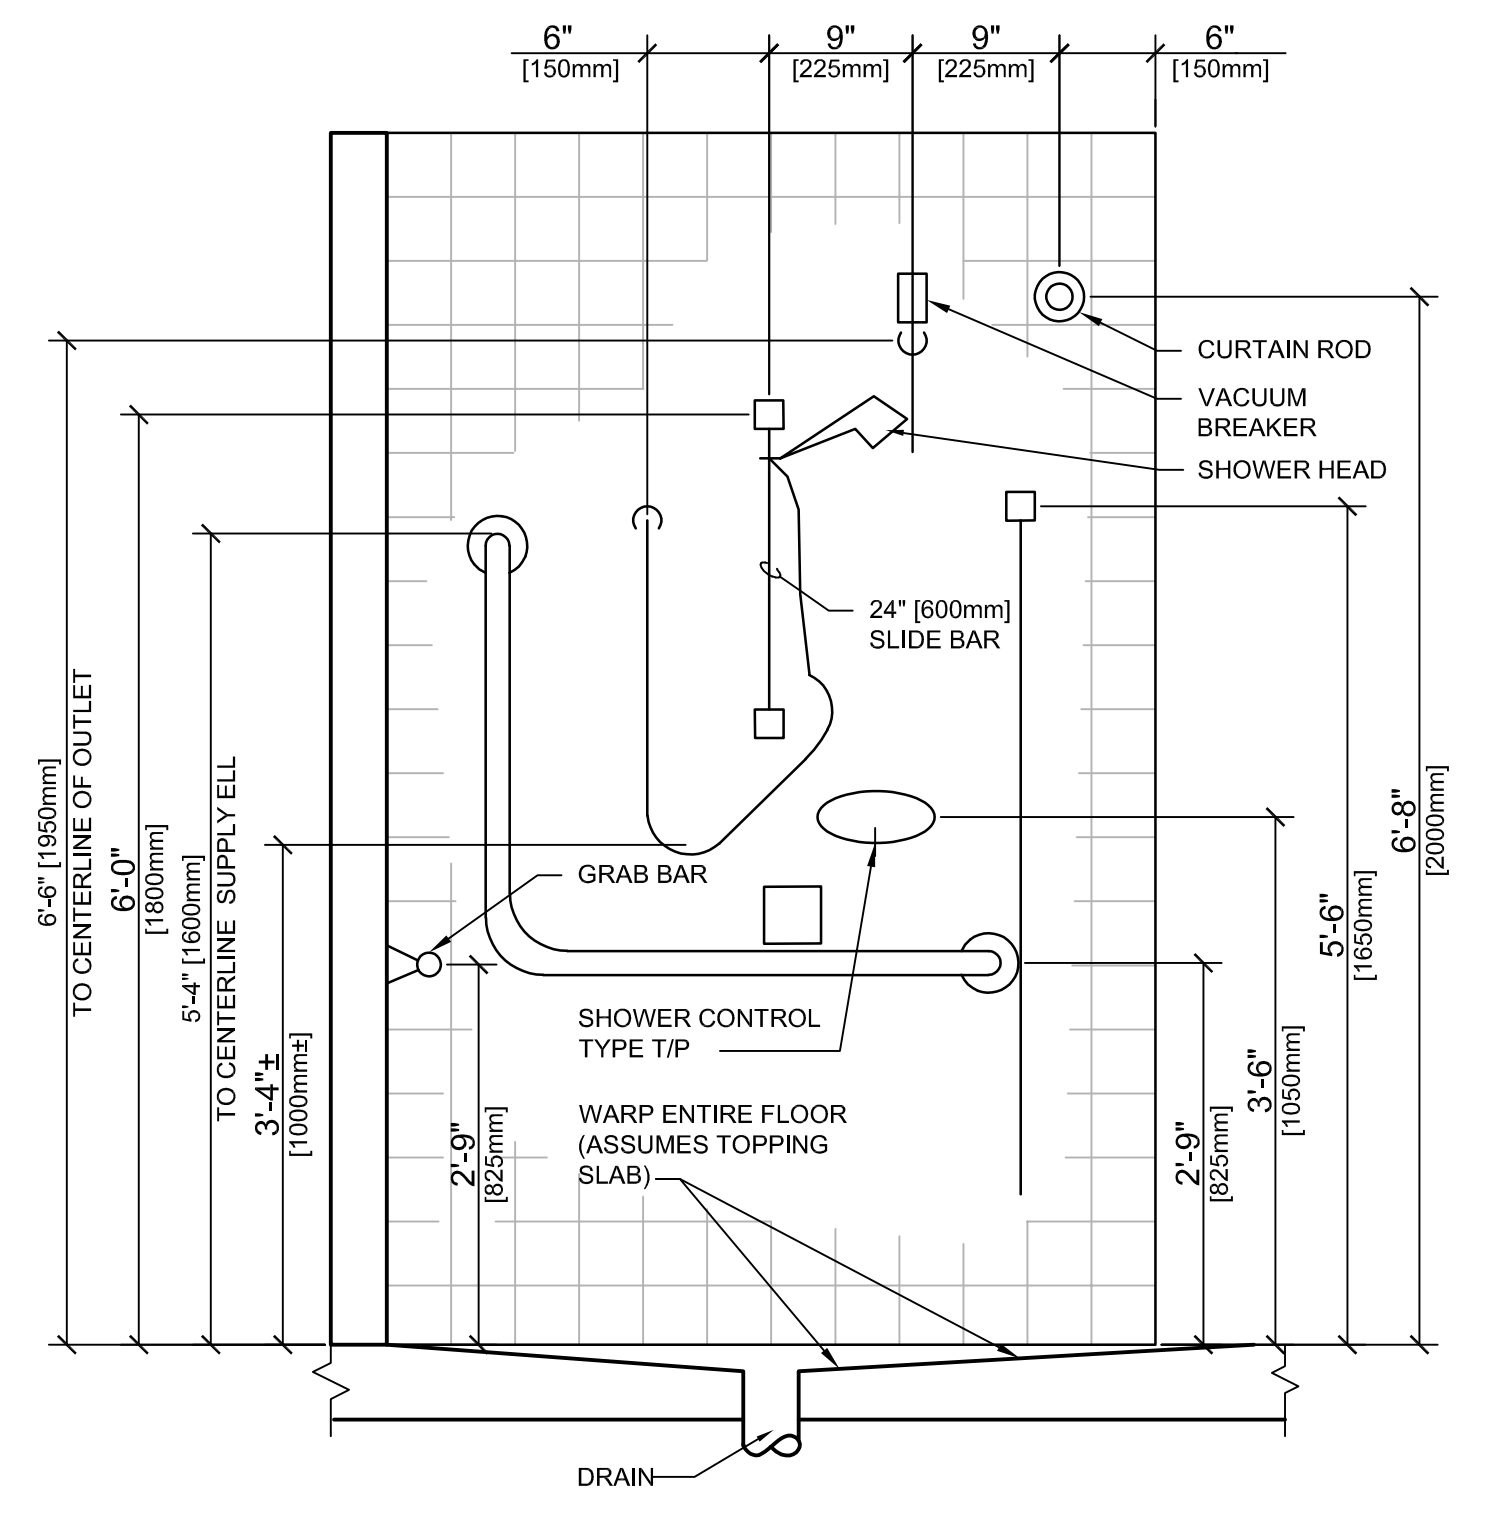 6"
[150mm]
9"
[225mm]
9"
[225mm]
6"
[150mm]
CURTAIN ROD
VACUUM
BREAKER
SHOWER HEAD
24" [600mm]
SLIDE BAR
6'-6" [1950mm]
TO CENTERLINE OF OUTLET
6'-0"
[1800mm]
5'-4" [1600mm]
TO CENTERLINE SUPPLY ELL
3'-4"±
[1000mm±]
2'-9"
[825mm]
GRAB BAR
SHOWER CONTROL
TYPE T/P
WARP ENTIRE FLOOR
(ASSUMES TOPPING
SLAB)
2'-9"
[825mm]
3'-6"
[1050mm]
5'-6"
[1650mm]
6'-8"
[2000mm]
DRAIN